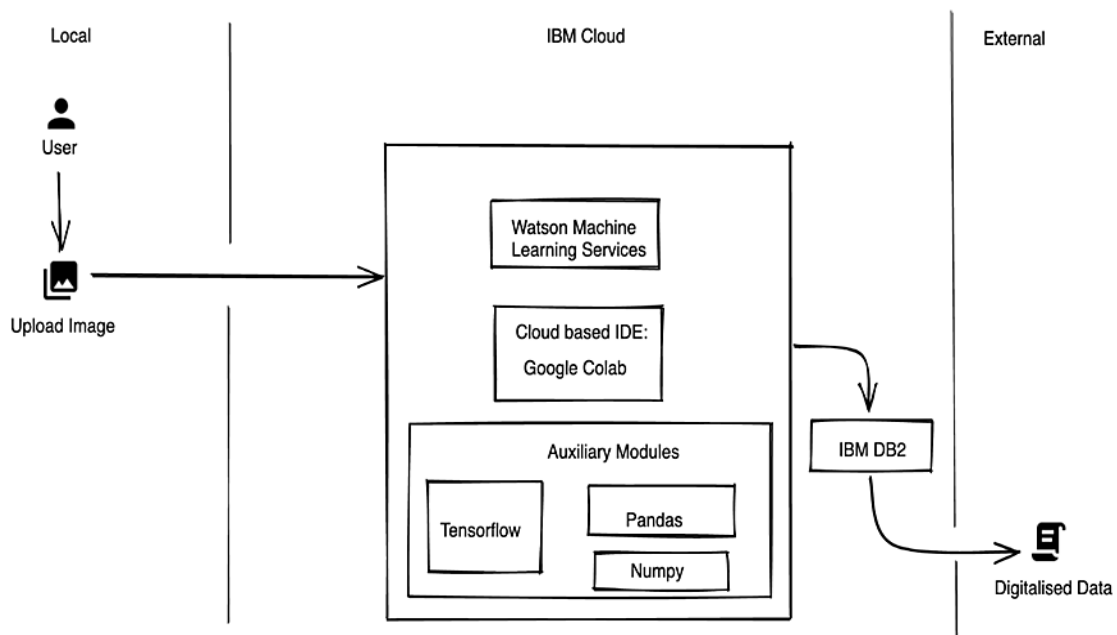 Local
IBM Cloud
External
User
Upload Image
Watson Machine
Learning Services
Cloud based IDE:
Google Colab
Auxiliary Modules
Tensorflow
Pandas
Numpy
IBM DB2
Digitalised Data